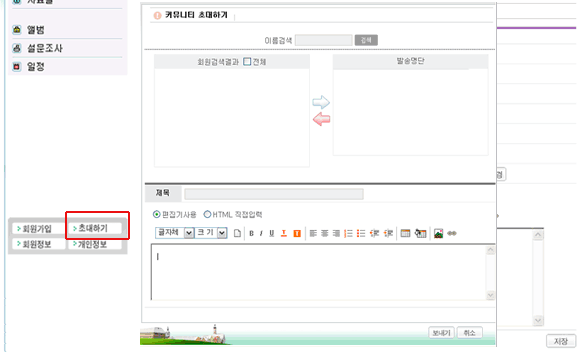 자료실
앨범
설문조사
일정
회원가입
초대하기
회원정보
개인정보
커뮤니티 초대하기
이름검색
검색
회원검색결과 전체
발송명단
제목
편집기사용 HTML 직접입력
글자체 크 기 B I U T T
보내기 취소
저장